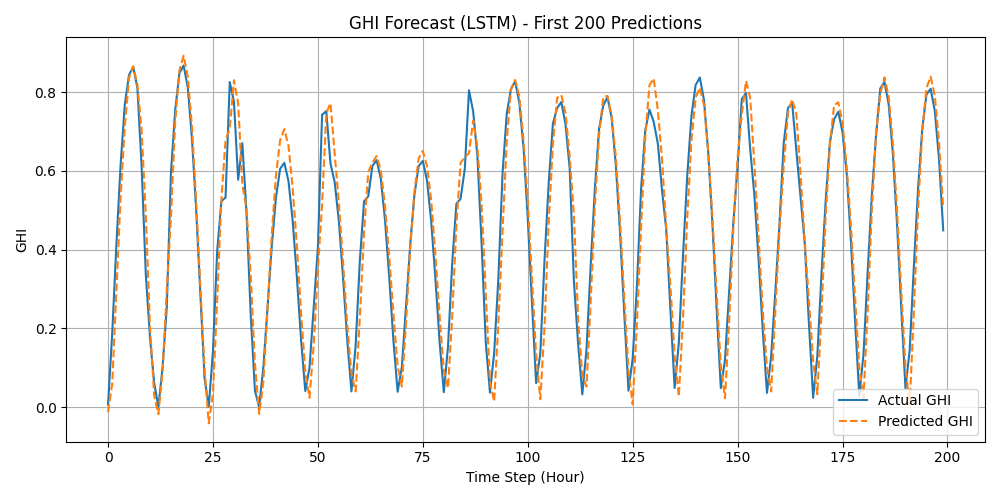 GHI Forecast (LSTM) - First 200 Predictions
GHI
0.8
0.6
0.4
0.2
0.0
Actual GHI
Predicted GHI
0 25 50 75 100 125 150 175 200
Time Step (Hour)